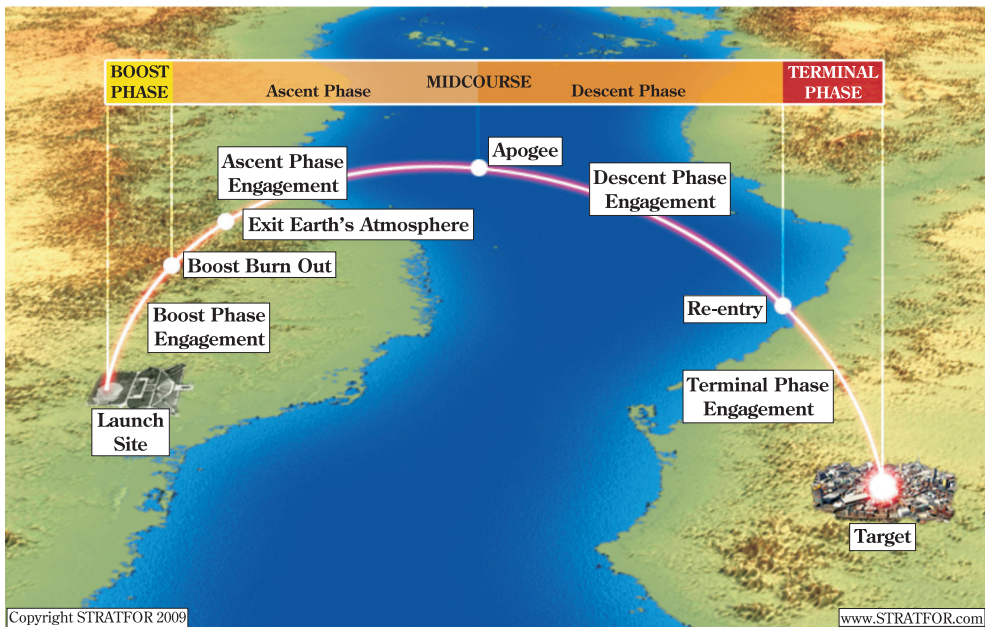 BOOST
PHASE
Ascent Phase
MIDCOURSE
Descent Phase
TERMINAL
PHASE
Apogee
Ascent Phase
Engagement
Descent Phase
Engagement
Exit Earth's Atmosphere
Boost Burn Out
Boost Phase
Engagement
Re-entry
Terminal Phase
Engagement
Launch
Site
Target
Copyright STRATFOR 2009
www.STRATFOR.com